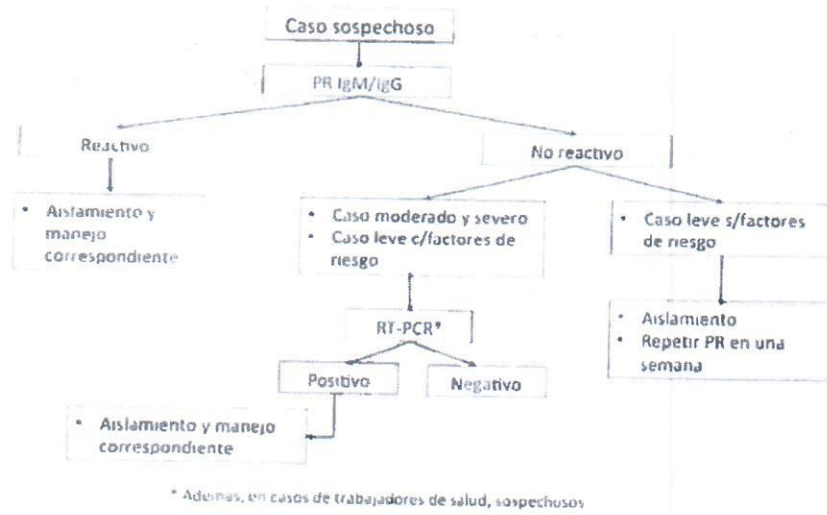 Caso sospechoso
PR IgM/IgG
Reactivo
No reactivo
• Aislamiento y
manejo
correspondiente
• Caso moderado y severo
• Caso leve c/factores de
riesgo
• Caso leve s/factores
de riesgo
RT-PCR*
• Aislamiento
• Repetir PR en una
semana
Positivo
Negativo
• Aislamiento y manejo
correspondiente
* Ademas, en casos de trabajadores de salud, sospechosos